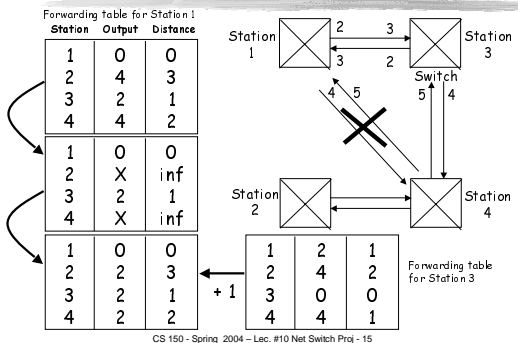 Forwarding table for Station 1
Station Output Distance
1 0 0
2 4 3
3 2 1
4 4 2
1 0 0
2 X inf
3 2 1
4 X inf
1 0 0
2 2 3
3 2 1
4 2 2
+ 1
1 2 1
2 4 2
3 0 0
4 4 1
Forwarding table
for Station 3
Station
1
2 3
3 2
Station
3
Switch
4 5
5 4
Station
2
Station
4
CS 150 - Spring 2004 – Lec. #10 Net Switch Proj - 15